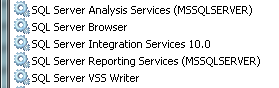 SQL Server Analysis Services (MSSQLSERVER)
SQL Server Browser
SQL Server Integration Services 10.0
SQL Server Reporting Services (MSSQLSERVER)
SQL Server VSS Writer